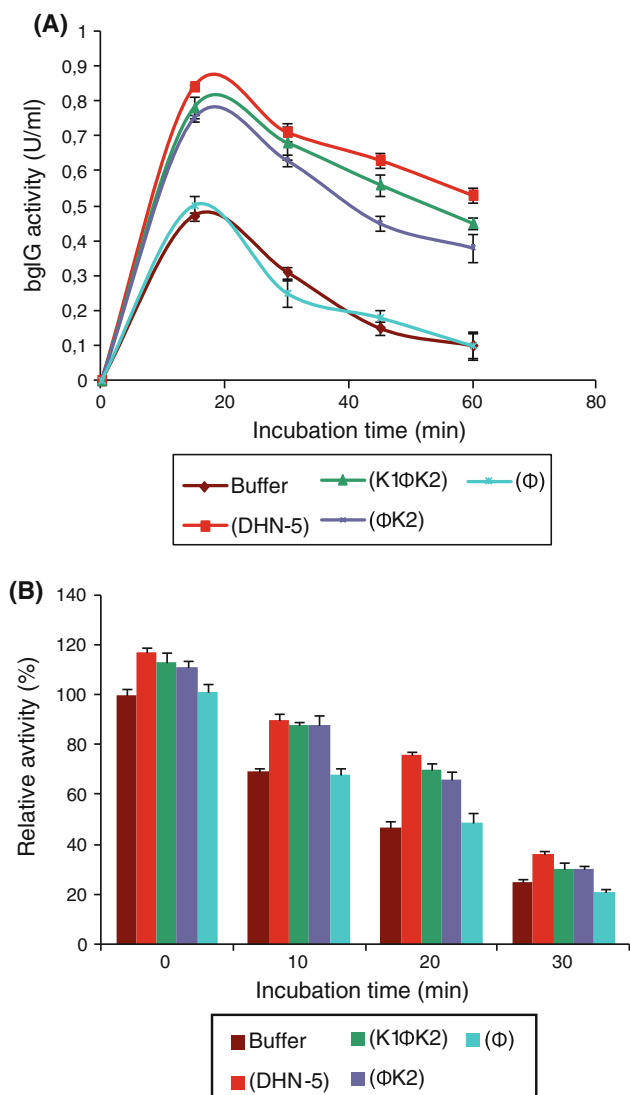 (A)
bglG activity (U/ml)
1
0,9
0,8
0,7
0,6
0,5
0,4
0,3
0,2
0,1
0
0 20 40 60 80
Incubation time (min)
Buffer (K1ΦK2) (Φ)
(DHN-5) (ΦK2)
(B)
Relative avtivity (%)
140
120
100
80
60
40
20
0
0 10 20 30
Incubation time (min)
Buffer (K1ΦK2) (Φ)
(DHN-5) (ΦK2)